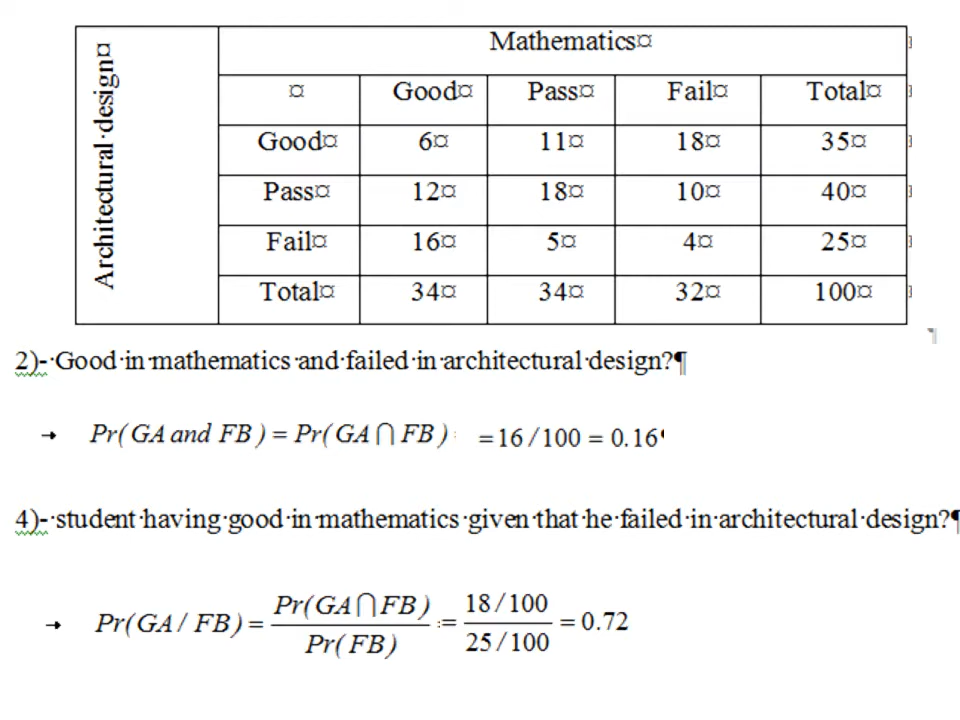 Mathematics¤
Architectural·design¤
¤ Good¤ Pass¤ Fail¤ Total¤
Good¤ 6¤ 11¤ 18¤ 35¤
Pass¤ 12¤ 18¤ 10¤ 40¤
Fail¤ 16¤ 5¤ 4¤ 25¤
Total¤ 34¤ 34¤ 32¤ 100¤
¶
2)-·Good·in·mathematics·and·failed·in·architectural·design?¶
→ Pr(GA and FB) = Pr(GA ⋂ FB) = 16/100 = 0.16
4)-·student·having·good·in·mathematics·given·that·he·failed·in·architectural·design?¶
→ Pr(GA/ FB) = Pr(GA ⋂ FB) / Pr(FB) = 18/100 / 25/100 = 0.72